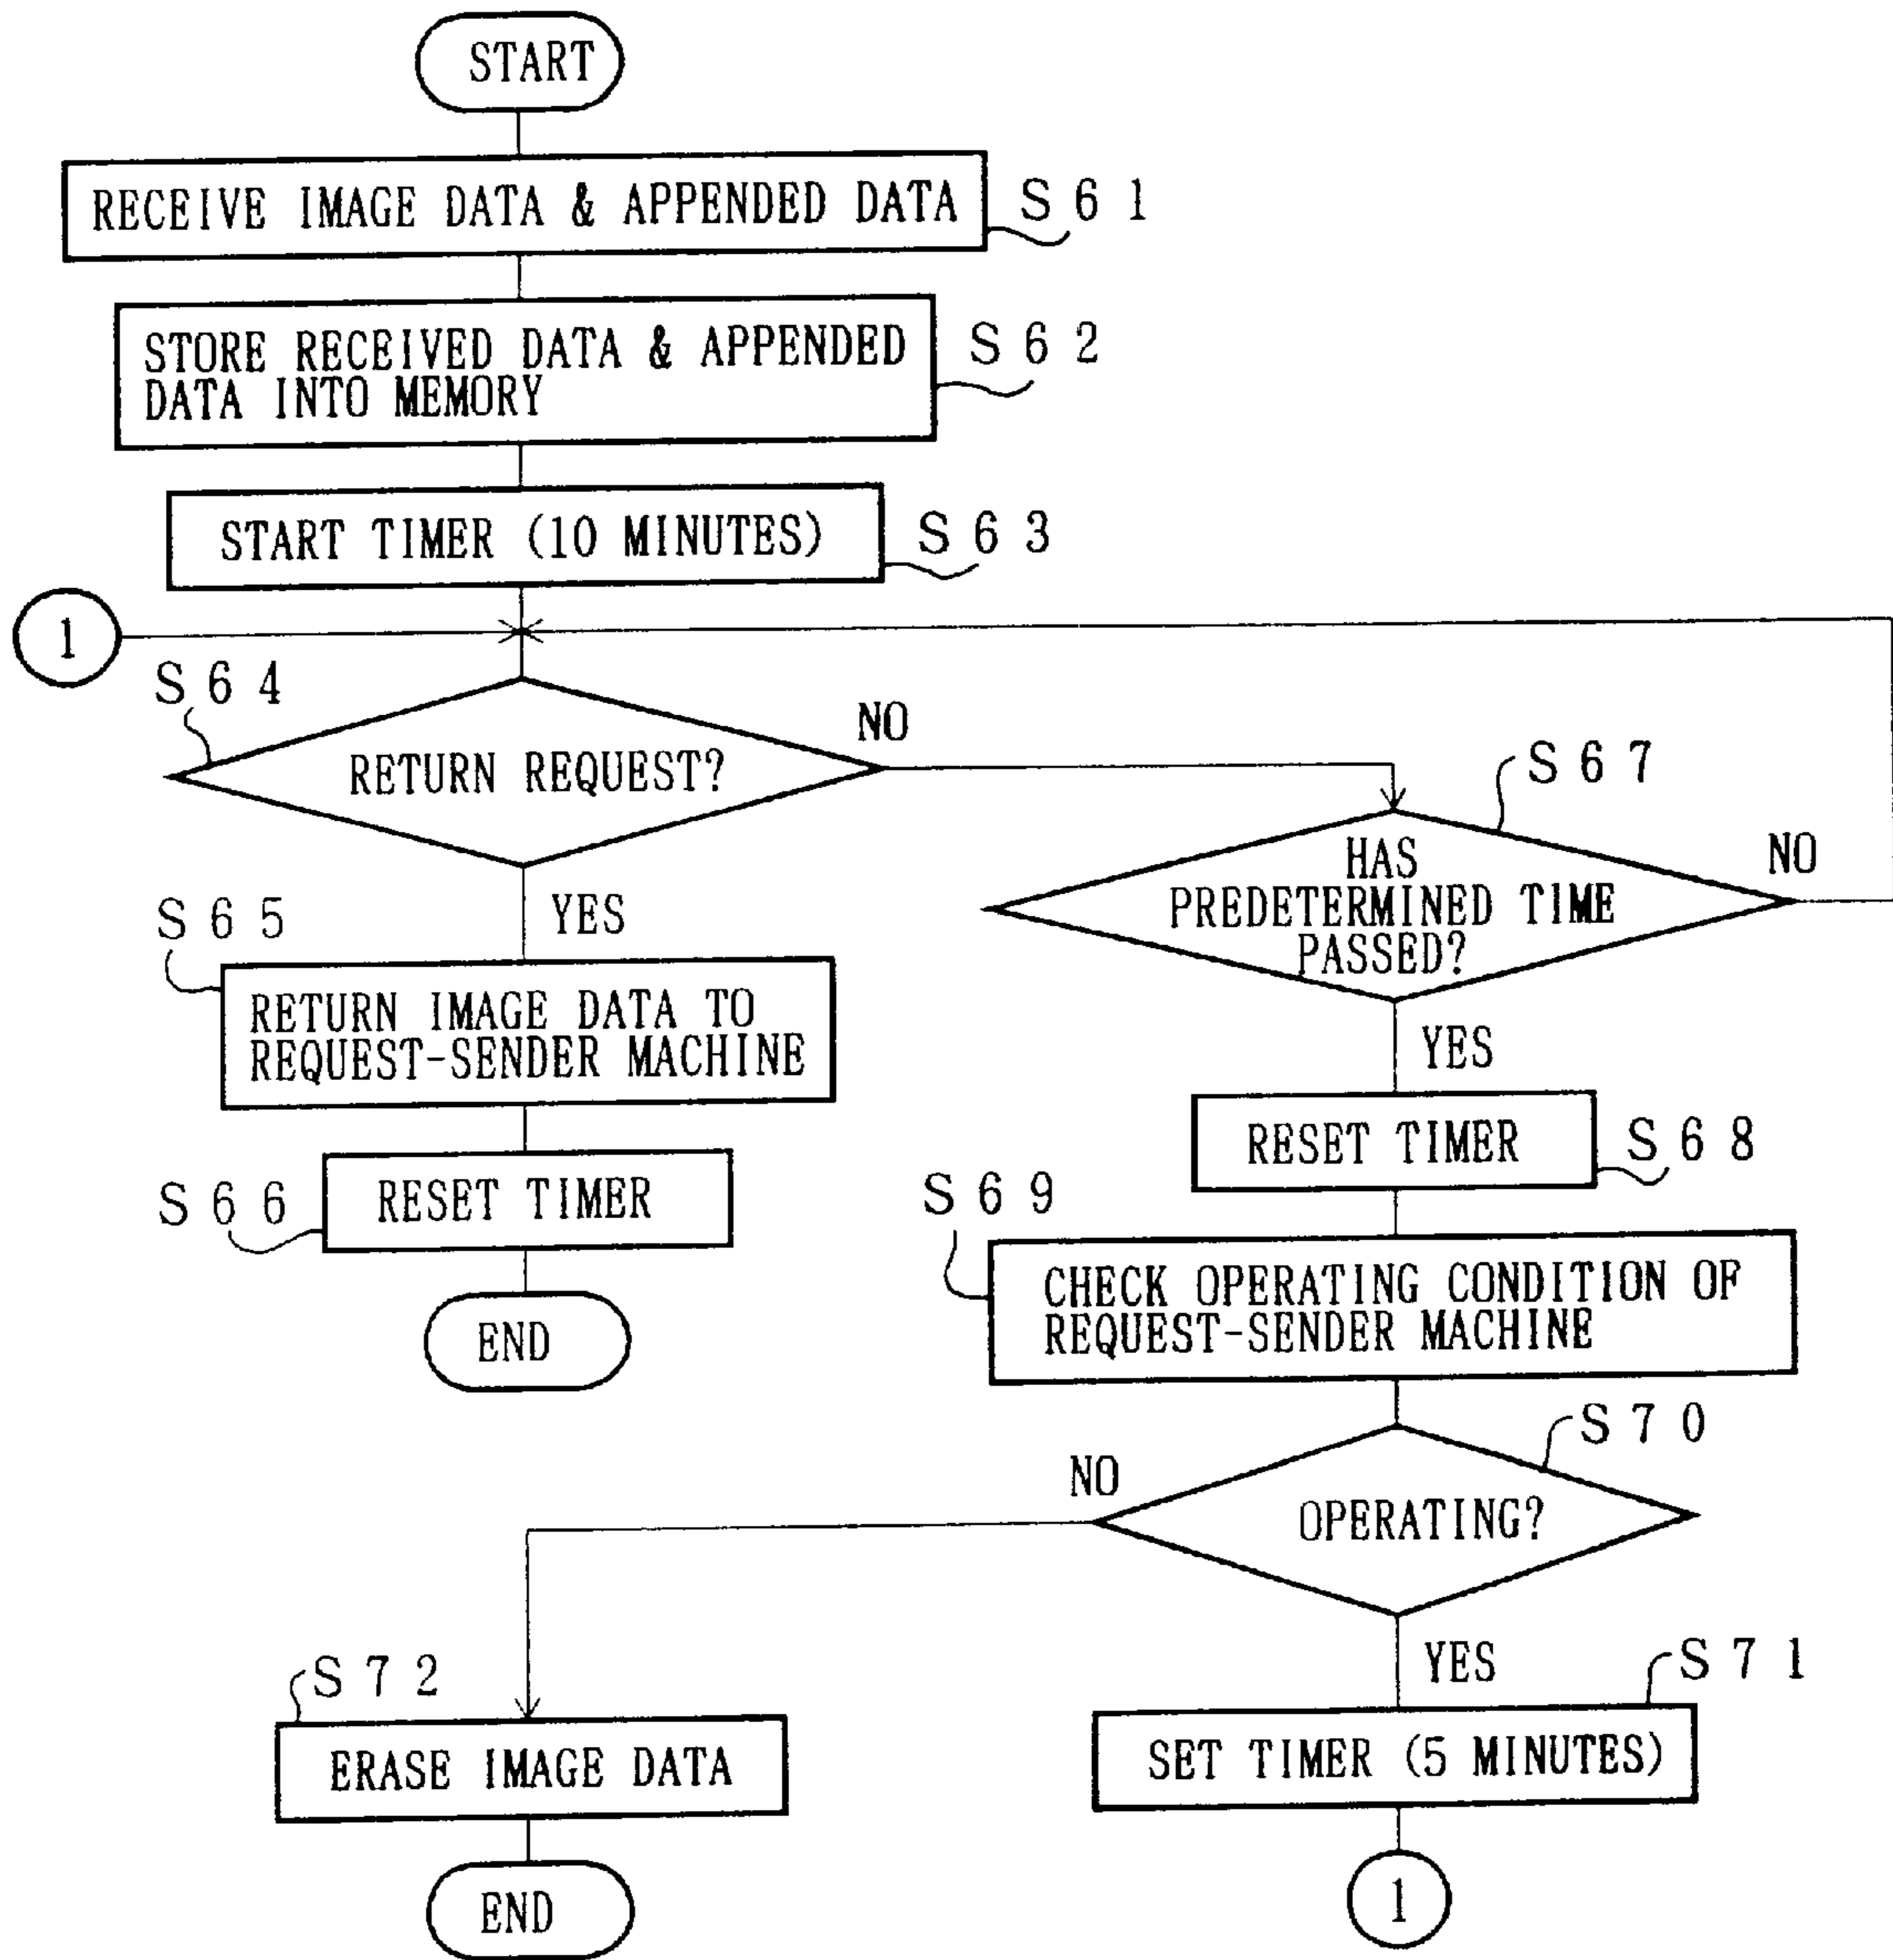 START
RECEIVE IMAGE DATA & APPENDED DATA
S61
STORE RECEIVED DATA & APPENDED
DATA INTO MEMORY
S62
START TIMER (10 MINUTES)
S63
1
S64
RETURN REQUEST?
NO
YES
S65
RETURN IMAGE DATA TO
REQUEST-SENDER MACHINE
S66
RESET TIMER
END
S67
HAS
PREDETERMINED TIME
PASSED?
NO
YES
RESET TIMER
S68
S69
CHECK OPERATING CONDITION OF
REQUEST-SENDER MACHINE
S70
OPERATING?
NO
YES
S71
SET TIMER (5 MINUTES)
1
S72
ERASE IMAGE DATA
END